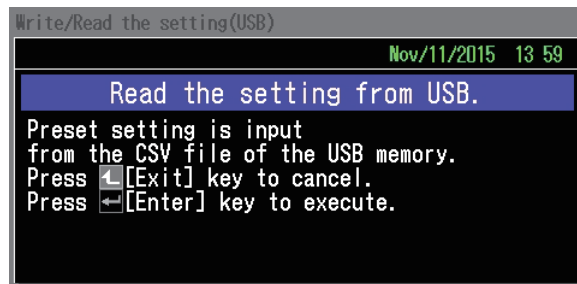 Write/Read the setting(USB)
Nov/11/2015 13 59
Read the setting from USB.
Preset setting is input
from the CSV file of the USB memory.
Press [Exit] key to cancel.
Press [Enter] key to execute.